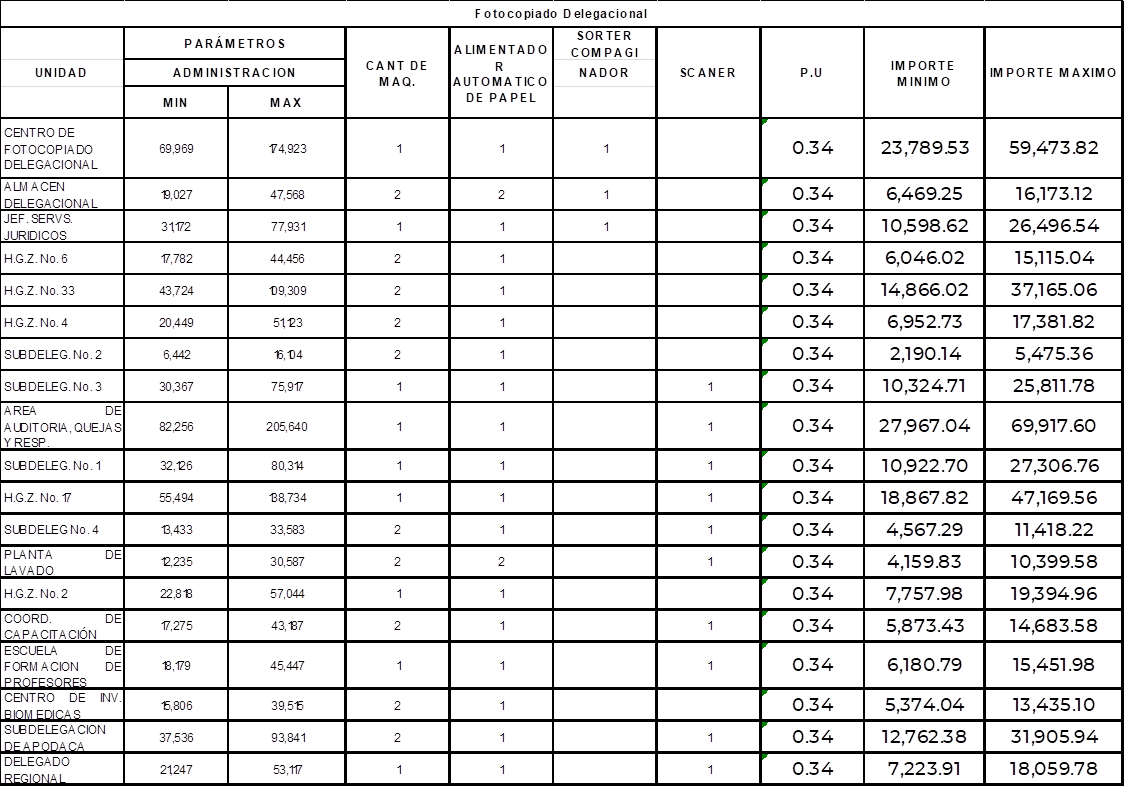 Fotocopiado Delegacional
UNIDAD PARÁMETROS CANT DE MAQ. ALIMENTADOR AUTOMATICO DE PAPEL SORTER COMPAGINADOR SCANER P.U IMPORTE MINIMO IMPORTE MAXIMO
ADMINISTRACION
MIN MAX
CENTRO DE FOTOCOPIADO DELEGACIONAL 69,969 174,923 1 1 1 0.34 23,789.53 59,473.82
ALMACEN DELEGACIONAL 19,027 47,568 2 2 1 0.34 6,469.25 16,173.12
JEF. SERVS. JURIDICOS 31,172 77,931 1 1 1 0.34 10,598.62 26,496.54
H.G.Z. No. 6 17,782 44,456 2 1 0.34 6,046.02 15,115.04
H.G.Z. No. 33 43,724 109,309 2 1 0.34 14,866.02 37,165.06
H.G.Z. No. 4 20,449 51,123 2 1 0.34 6,952.73 17,381.82
SUBDELEG. No. 2 6,442 16,104 2 1 0.34 2,190.14 5,475.36
SUBDELEG. No. 3 30,367 75,917 1 1 1 0.34 10,324.71 25,811.78
AREA DE AUDITORIA, QUEJAS Y RESP. 82,256 205,640 1 1 1 0.34 27,967.04 69,917.60
SUBDELEG. No. 1 32,126 80,314 1 1 1 0.34 10,922.70 27,306.76
H.G.Z. No. 17 55,494 138,734 1 1 1 0.34 18,867.82 47,169.56
SUBDELEG No. 4 13,433 33,583 2 1 1 0.34 4,567.29 11,418.22
PLANTA DE LAVADO 12,235 30,587 2 2 1 0.34 4,159.83 10,399.58
H.G.Z. No. 2 22,818 57,044 1 1 0.34 7,757.98 19,394.96
COORD. DE CAPACITACIÓN 17,275 43,187 2 1 1 0.34 5,873.43 14,683.58
ESCUELA DE FORMACION DE PROFESORES 18,179 45,447 1 1 1 0.34 6,180.79 15,451.98
CENTRO DE INV. BIOMEDICAS 15,806 39,515 2 1 0.34 5,374.04 13,435.10
SUBDELEGACION DE APODACA 37,536 93,841 2 1 1 0.34 12,762.38 31,905.94
DELEGADO REGIONAL 21,247 53,117 1 1 1 0.34 7,223.91 18,059.78